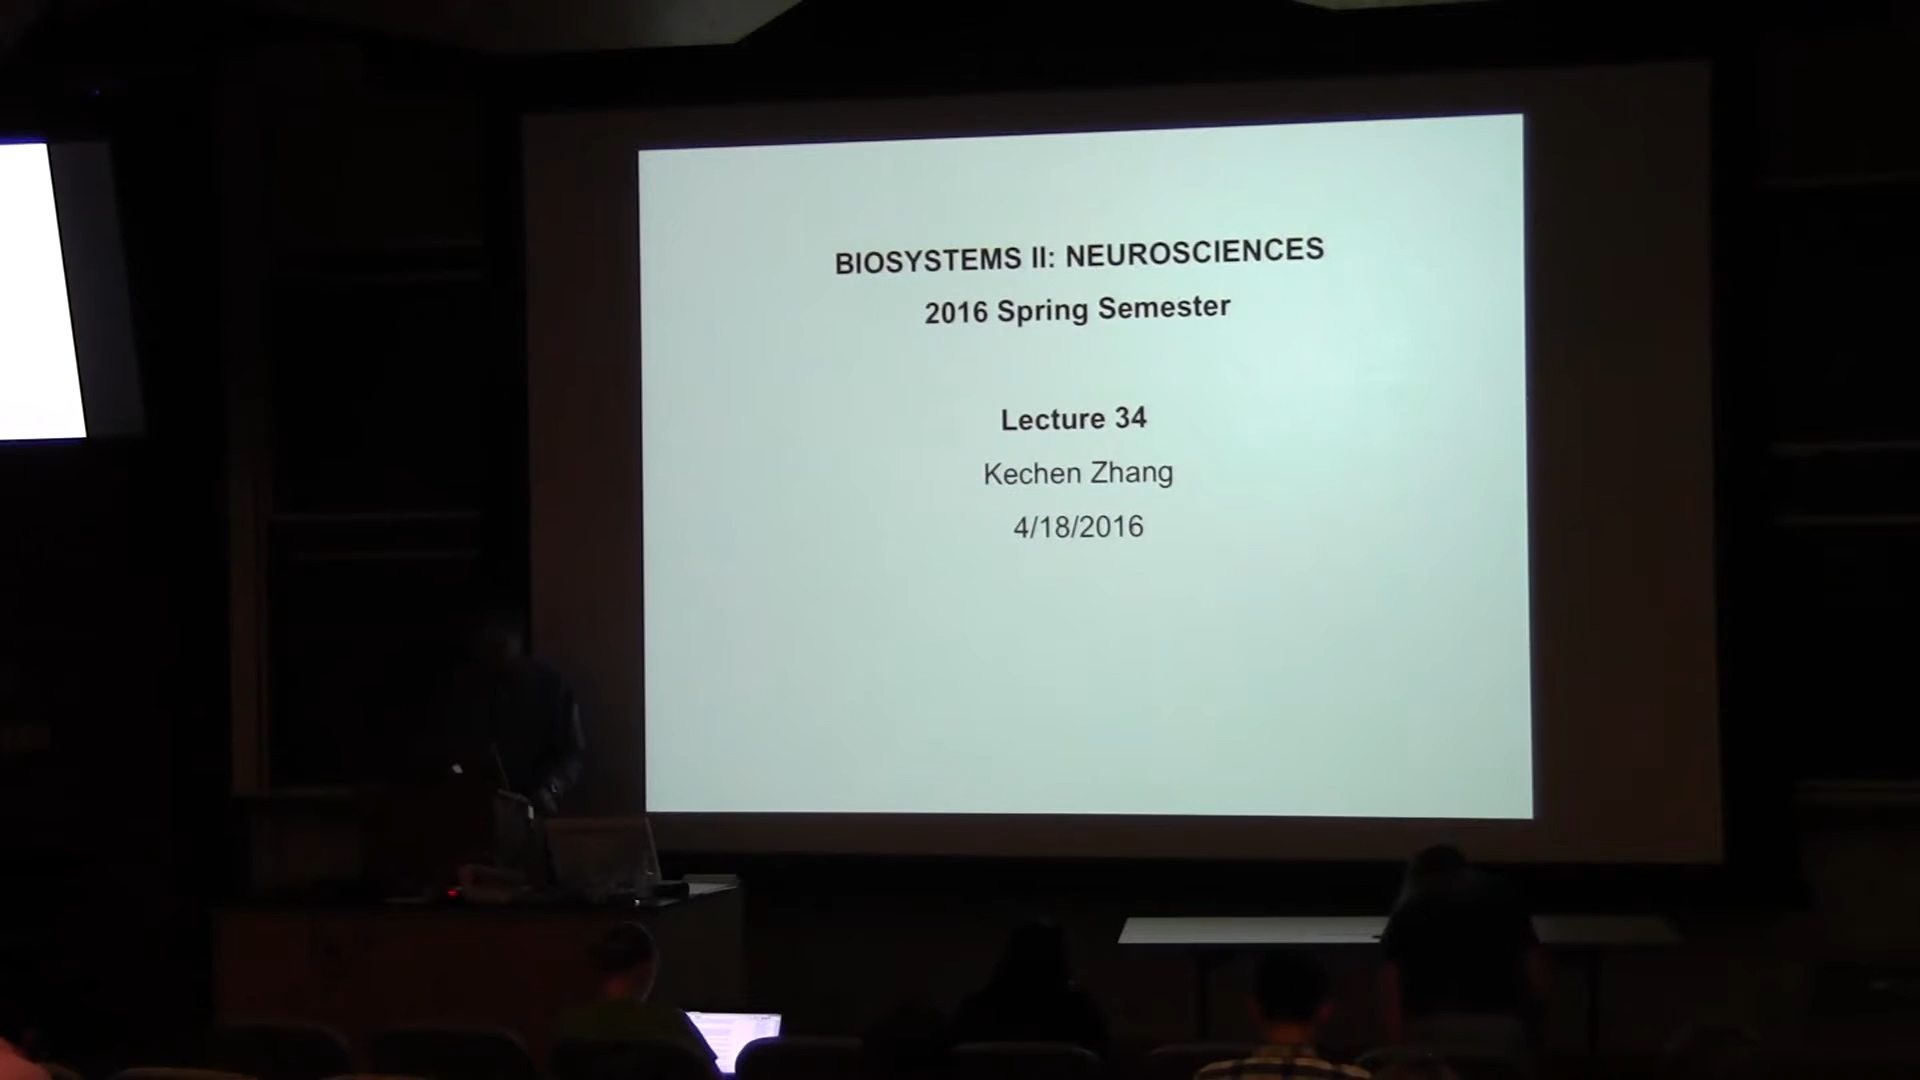 BIOSYSTEMS II: NEUROSCIENCES
2016 Spring Semester
Lecture 34
Kechen Zhang
4/18/2016